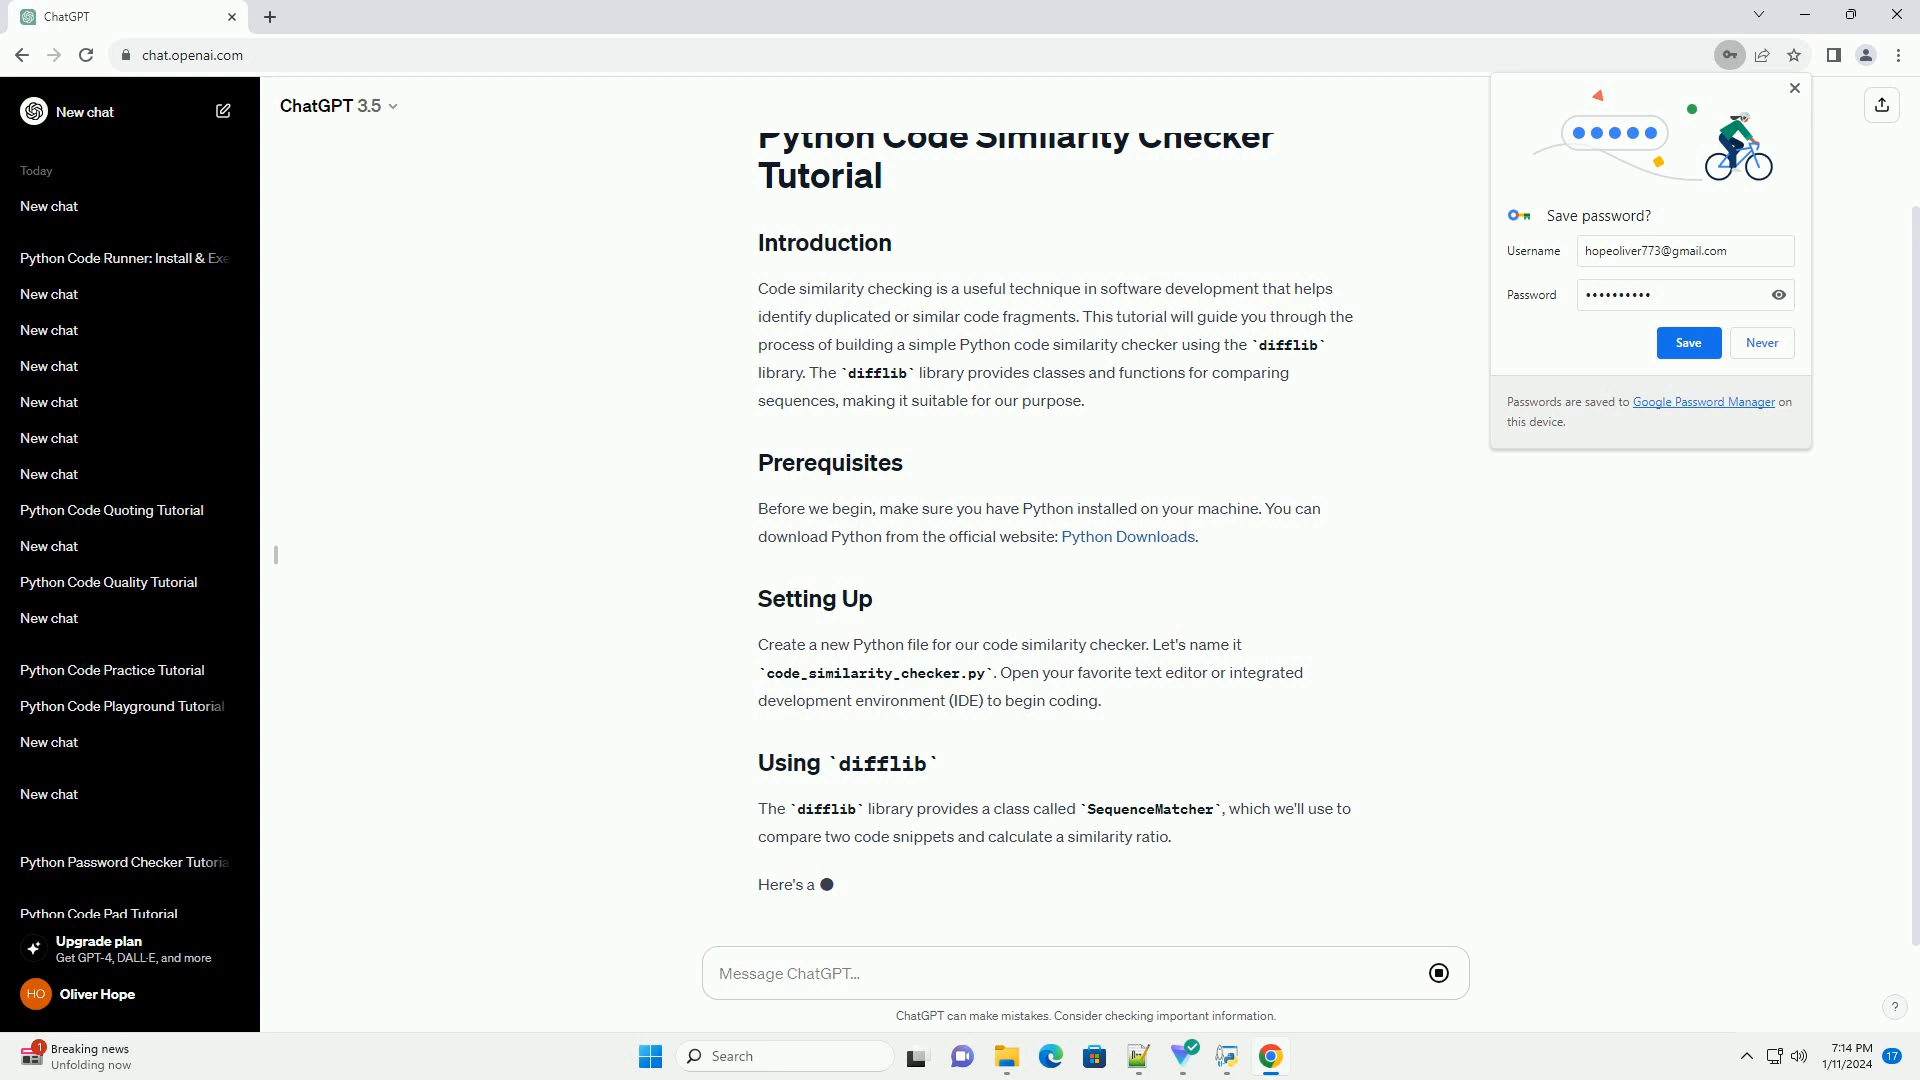 ChatGPT
chat.openai.com
New chat
Today
New chat
Python Code Runner: Install & Exe
New chat
New chat
New chat
New chat
New chat
New chat
Python Code Quoting Tutorial
New chat
Python Code Quality Tutorial
New chat
Python Code Practice Tutorial
Python Code Playground Tutorial
New chat
New chat
Python Password Checker Tutoria
Python Code Pad Tutorial
Upgrade plan
Get GPT-4, DALL·E, and more
HO
Oliver Hope
ChatGPT 3.5
Python Code Similarity Checker
Tutorial
Introduction
Code similarity checking is a useful technique in software development that helps
identify duplicated or similar code fragments. This tutorial will guide you through the
process of building a simple Python code similarity checker using the `difflib`
library. The `difflib` library provides classes and functions for comparing
sequences, making it suitable for our purpose.
Prerequisites
Before we begin, make sure you have Python installed on your machine. You can
download Python from the official website: Python Downloads.
Setting Up
Create a new Python file for our code similarity checker. Let's name it
`code_similarity_checker.py`. Open your favorite text editor or integrated
development environment (IDE) to begin coding.
Using `difflib`
The `difflib` library provides a class called `SequenceMatcher`, which we'll use to
compare two code snippets and calculate a similarity ratio.
Here's a
Message ChatGPT...
ChatGPT can make mistakes. Consider checking important information.
?
Save password?
Username
hopeoliver773@gmail.com
Password
••••••••••
Save
Never
Passwords are saved to Google Password Manager on
this device.
1
Breaking news
Unfolding now
Search
7:14 PM
1/11/2024
17